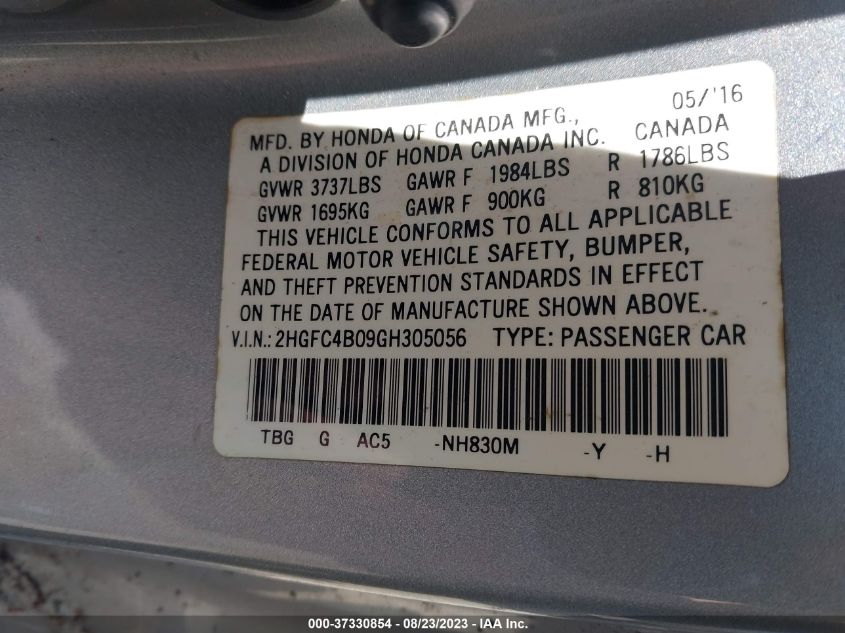 05/'16
MFD. BY HONDA OF CANADA MFG., CANADA
A DIVISION OF HONDA CANADA INC.
GVWR 3737LBS GAWR F 1984LBS R 1786LBS
GVWR 1695KG GAWR F 900KG R 810KG
THIS VEHICLE CONFORMS TO ALL APPLICABLE
FEDERAL MOTOR VEHICLE SAFETY, BUMPER,
AND THEFT PREVENTION STANDARDS IN EFFECT
ON THE DATE OF MANUFACTURE SHOWN ABOVE.
V.I.N.: 2HGFC4B09GH305056 TYPE: PASSENGER CAR
TBG G AC5 -NH830M -Y -H
000-37330854 - 08/23/2023 - IAA Inc.